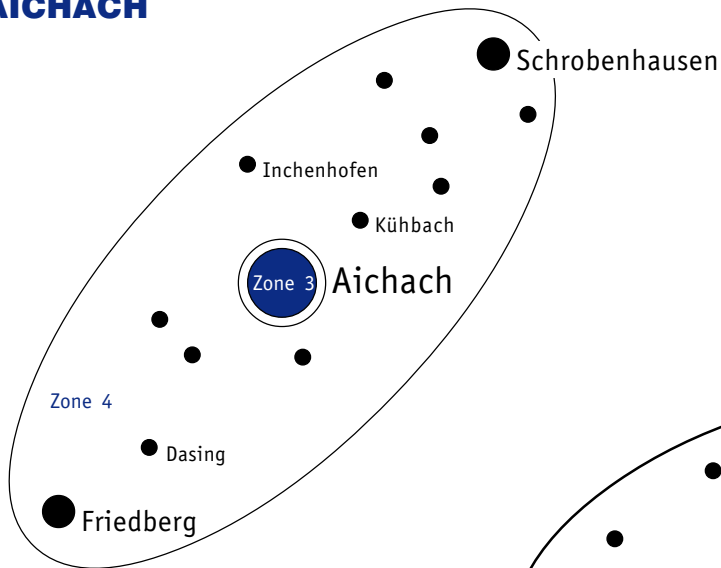 AICHACH
Schrobenhausen
Inchenhofen
Kühbach
Zone 3
Aichach
Zone 4
Dasing
Friedberg